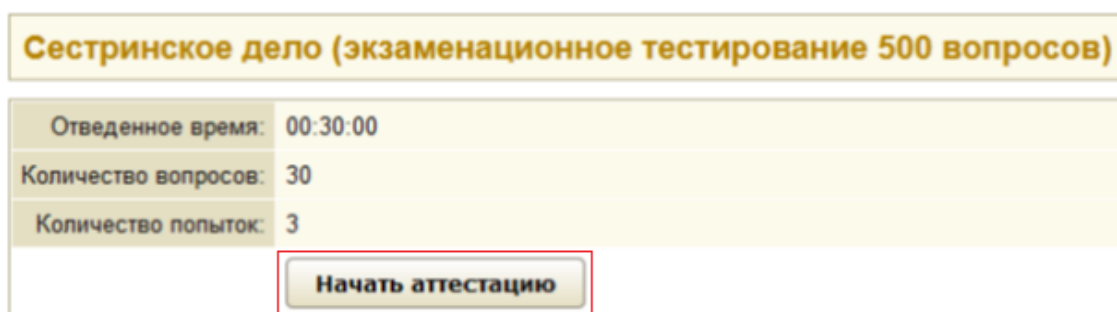 Сестринское дело (экзаменационное тестирование 500 вопросов)
Отведенное время: 00:30:00
Количество вопросов: 30
Количество попыток: 3
Начать аттестацию